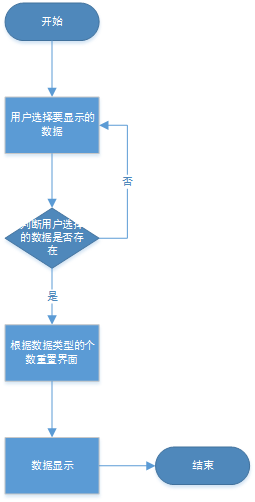 开始
用户选择要显示的
数据
判断用户选择
的数据是否存
在
否
是
根据数据类型的个
数重置界面
数据显示
结束